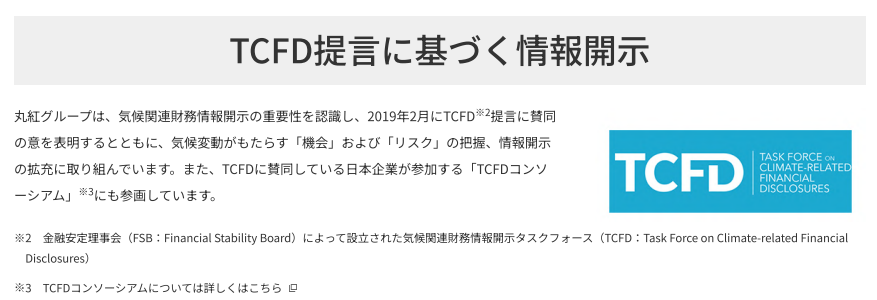 TCFD提言に基づく情報開示
丸紅グループは、気候関連財務情報開示の重要性を認識し、2019年2月にTCFD※2提言に賛同
の意を表明するとともに、気候変動がもたらす「機会」および「リスク」の把握、情報開示
の拡充に取り組んでいます。また、TCFDに賛同している日本企業が参加する「TCFDコンソ
ーシアム」※3にも参画しています。
TCFD
TASK FORCE ON
CLIMATE-RELATED
FINANCIAL
DISCLOSURES
※2 金融安定理事会（FSB：Financial Stability Board）によって設立された気候関連財務情報開示タスクフォース（TCFD：Task Force on Climate-related Financial
Disclosures）
※3 TCFDコンソーシアムについては詳しくはこちら